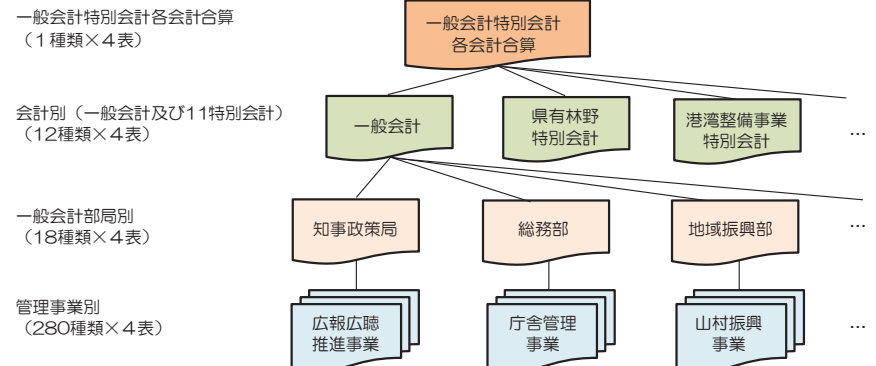 一般会計特別会計各会計合算
（1種類×4表）
一般会計特別会計
各会計合算
会計別（一般会計及び11特別会計）
（12種類×4表）
一般会計
県有林野
特別会計
港湾整備事業
特別会計
…
一般会計部局別
（18種類×4表）
知事政策局
総務部
地域振興部
…
管理事業別
（280種類×4表）
広報広聴
推進事業
庁舎管理
事業
山村振興
事業
…